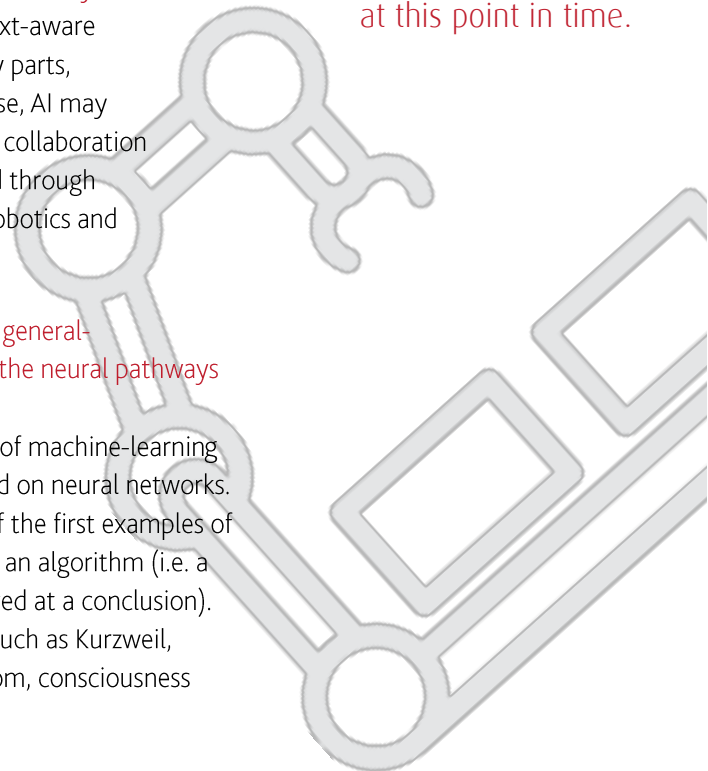 at this point in time.
xt-aware
parts,
se, AI may
collaboration
through
obotics and
general-
the neural pathways
of machine-learning
d on neural networks.
f the first examples of
an algorithm (i.e. a
ed at a conclusion).
uch as Kurzweil,
om, consciousness